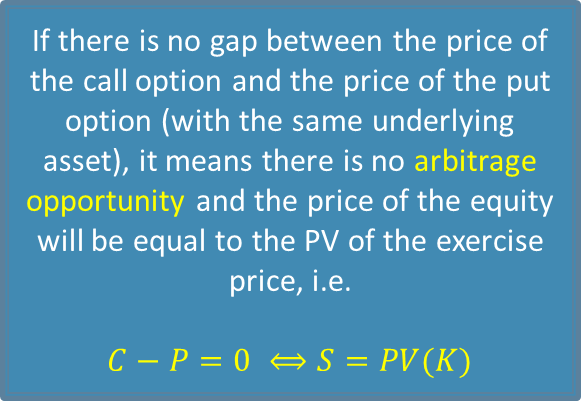 If there is no gap between the price of
the call option and the price of the put
option (with the same underlying
asset), it means there is no arbitrage
opportunity and the price of the equity
will be equal to the PV of the exercise
price, i.e.
C − P = 0 ⟺ S = PV(K)